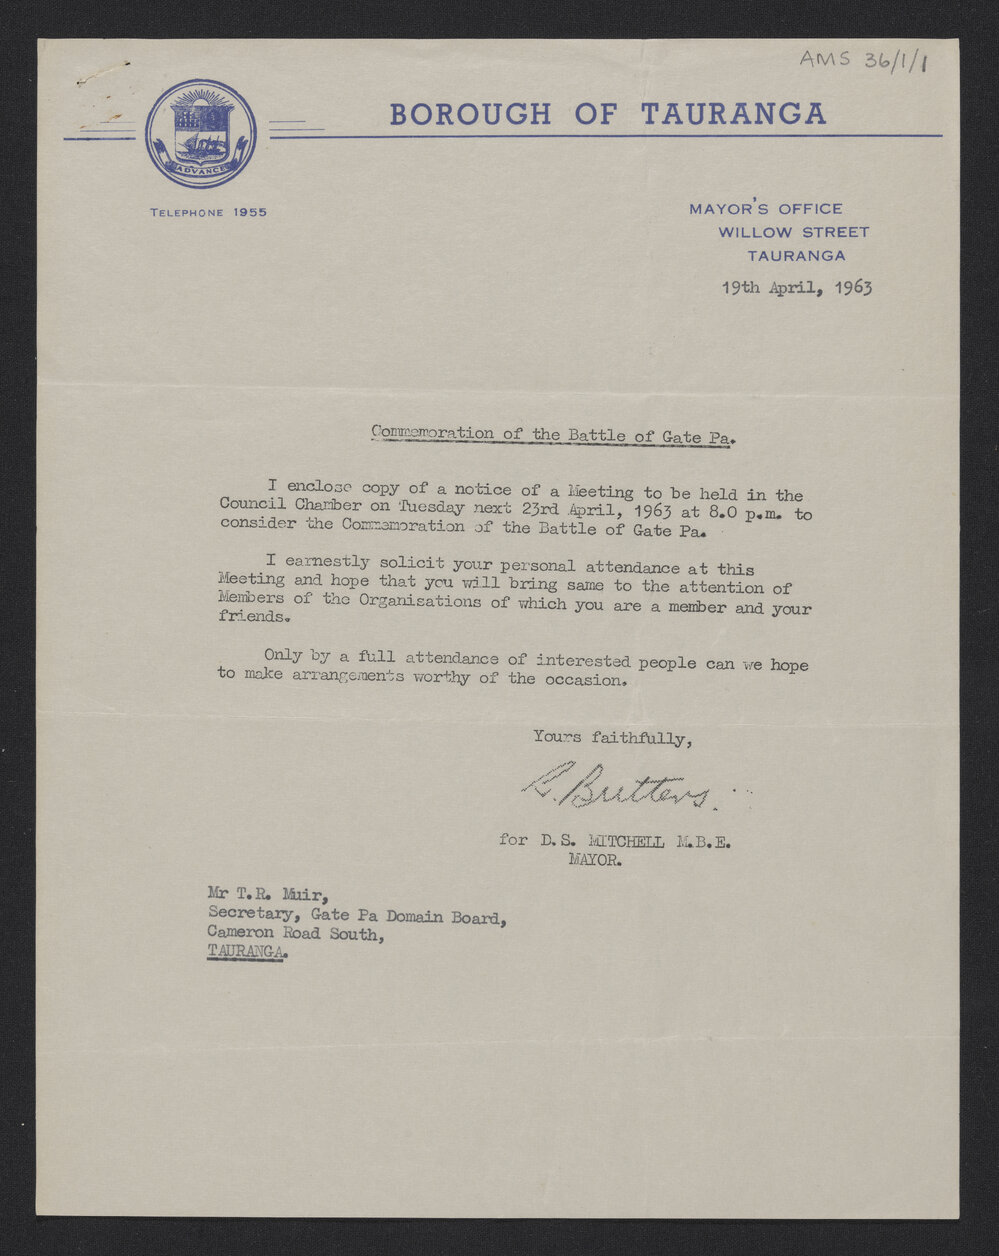 AMS 36/1/1
BOROUGH OF TAURANGA
ADVANCE
TELEPHONE 1955
MAYOR'S OFFICE
WILLOW STREET
TAURANGA
19th April, 1963
Commemoration of the Battle of Gate Pa.
I enclose copy of a notice of a Meeting to be held in the
Council Chamber on Tuesday next 23rd April, 1963 at 8.0 p.m. to
consider the Commemoration of the Battle of Gate Pa.
I earnestly solicit your personal attendance at this
Meeting and hope that you will bring same to the attention of
Members of the Organisations of which you are a member and your
friends.
Only by a full attendance of interested people can we hope
to make arrangements worthy of the occasion.
Yours faithfully,
Butters.
for D.S. MITCHELL M.B.E.
MAYOR.
Mr T.R. Muir,
Secretary, Gate Pa Domain Board,
Cameron Road South,
TAURANGA.